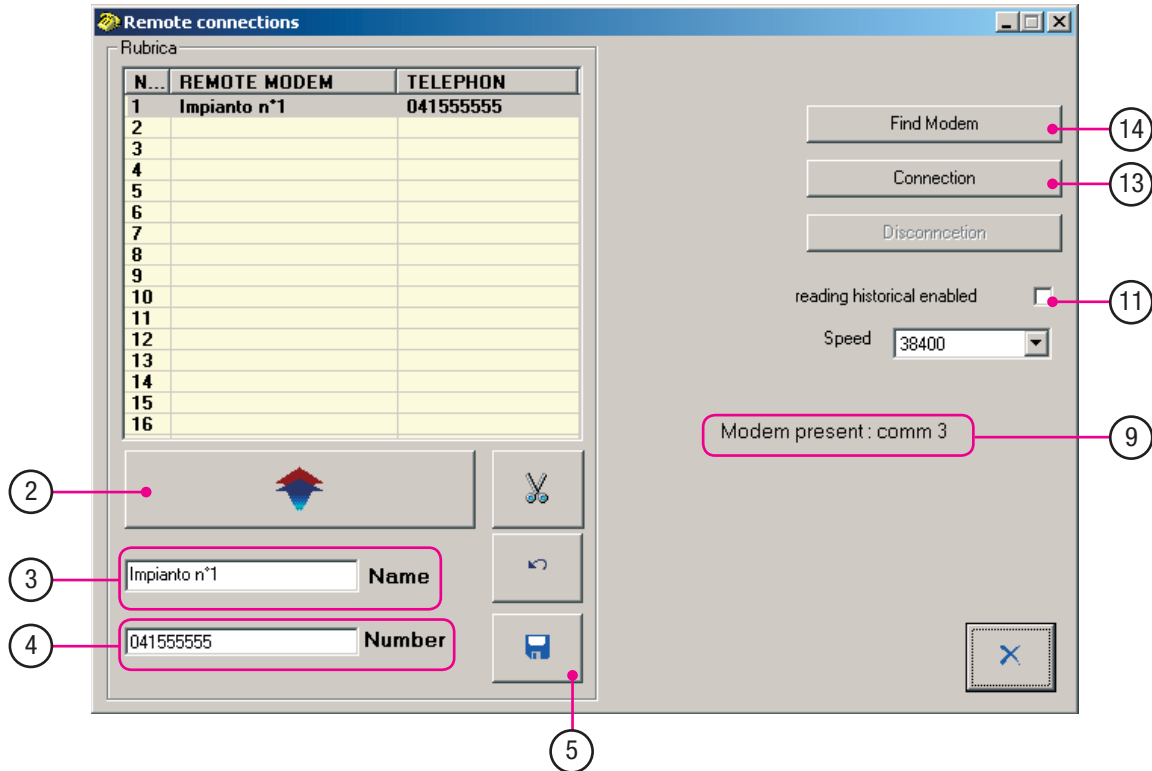 Remote connections
Rubrica
N... REMOTE MODEM TELEPHON
1 Impianto n°1 041555555
2
3
4
5
6
7
8
9
10
11
12
13
14
15
16
Find Modem
14
Connection
13
Disconncetion
reading historical enabled
11
Speed 38400
Modem present : comm 3
9
2
3
Impianto n°1 Name
4
041555555 Number
5